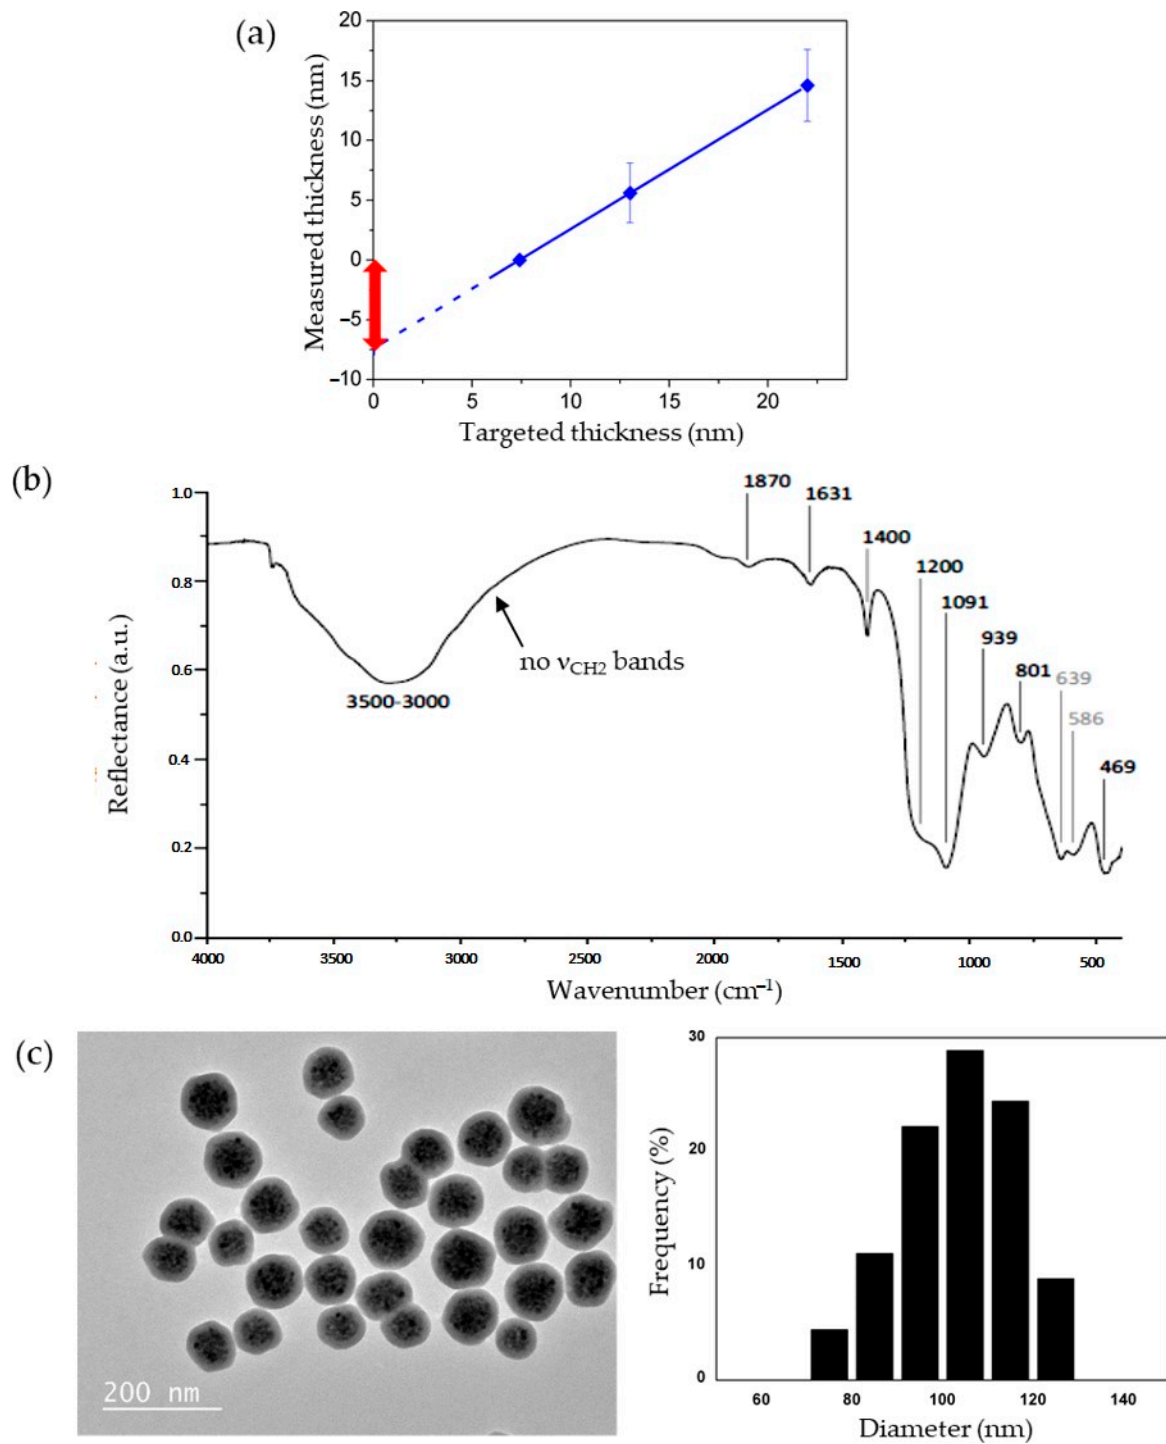 (a)
20
15
10
5
0
−5
−10
Measured thickness (nm)
0 5 10 15 20
Targeted thickness (nm)
(b)
1.0
0.8
0.6
0.4
0.2
0.0
Reflectance (a.u.)
1870
1631
1400
1200
1091
939
801
639
586
469
no νCH2 bands
3500-3000
4000 3500 3000 2500 2000 1500 1000 500
Wavenumber (cm−1)
(c)
200 nm
30
20
10
0
Frequency (%)
60 80 100 120 140
Diameter (nm)